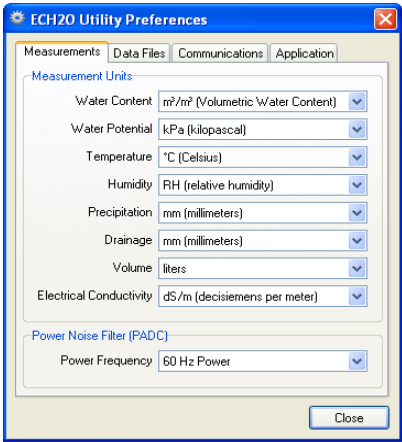 ECH2O Utility Preferences
Measurements Data Files Communications Application
Measurement Units
Water Content m³/m³ (Volumetric Water Content)
Water Potential kPa (kilopascal)
Temperature °C (Celsius)
Humidity RH (relative humidity)
Precipitation mm (millimeters)
Drainage mm (millimeters)
Volume liters
Electrical Conductivity dS/m (decisiemens per meter)
Power Noise Filter (PADC)
Power Frequency 60 Hz Power
Close